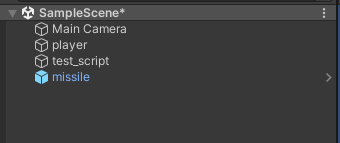 SampleScene*
Main Camera
player
test_script
missile